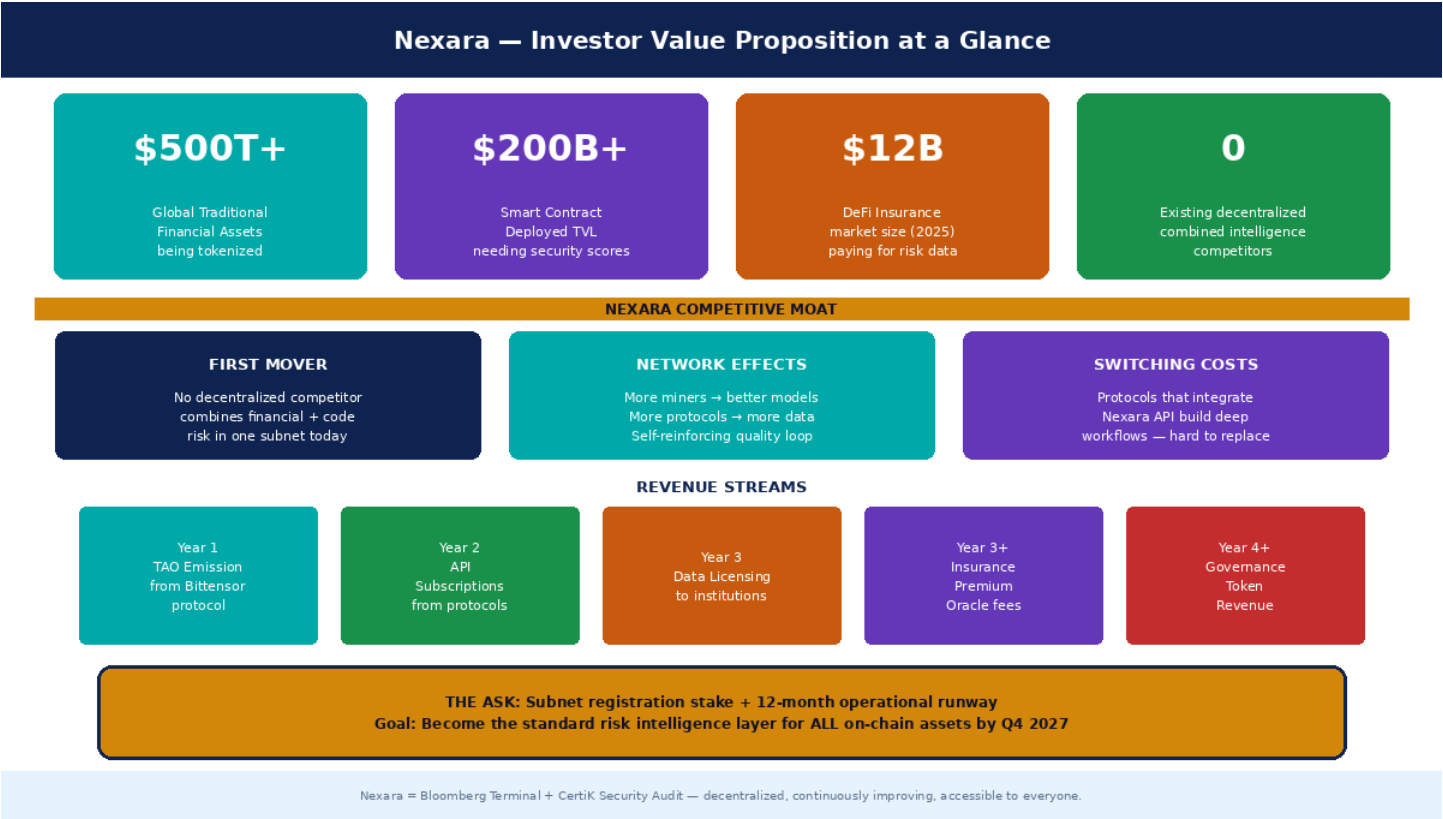 Nexara — Investor Value Proposition at a Glance
$500T+
Global Traditional
Financial Assets
being tokenized
$200B+
Smart Contract
Deployed TVL
needing security scores
$12B
DeFi Insurance
market size (2025)
paying for risk data
0
Existing decentralized
combined intelligence
competitors
NEXARA COMPETITIVE MOAT
FIRST MOVER
No decentralized competitor
combines financial + code
risk in one subnet today
NETWORK EFFECTS
More miners → better models
More protocols → more data
Self-reinforcing quality loop
SWITCHING COSTS
Protocols that integrate
Nexara API build deep
workflows — hard to replace
REVENUE STREAMS
Year 1
TAO Emission
from Bittensor
protocol
Year 2
API
Subscriptions
from protocols
Year 3
Data Licensing
to institutions
Year 3+
Insurance
Premium
Oracle fees
Year 4+
Governance
Token
Revenue
THE ASK: Subnet registration stake + 12-month operational runway
Goal: Become the standard risk intelligence layer for ALL on-chain assets by Q4 2027
Nexara = Bloomberg Terminal + CertiK Security Audit — decentralized, continuously improving, accessible to everyone.